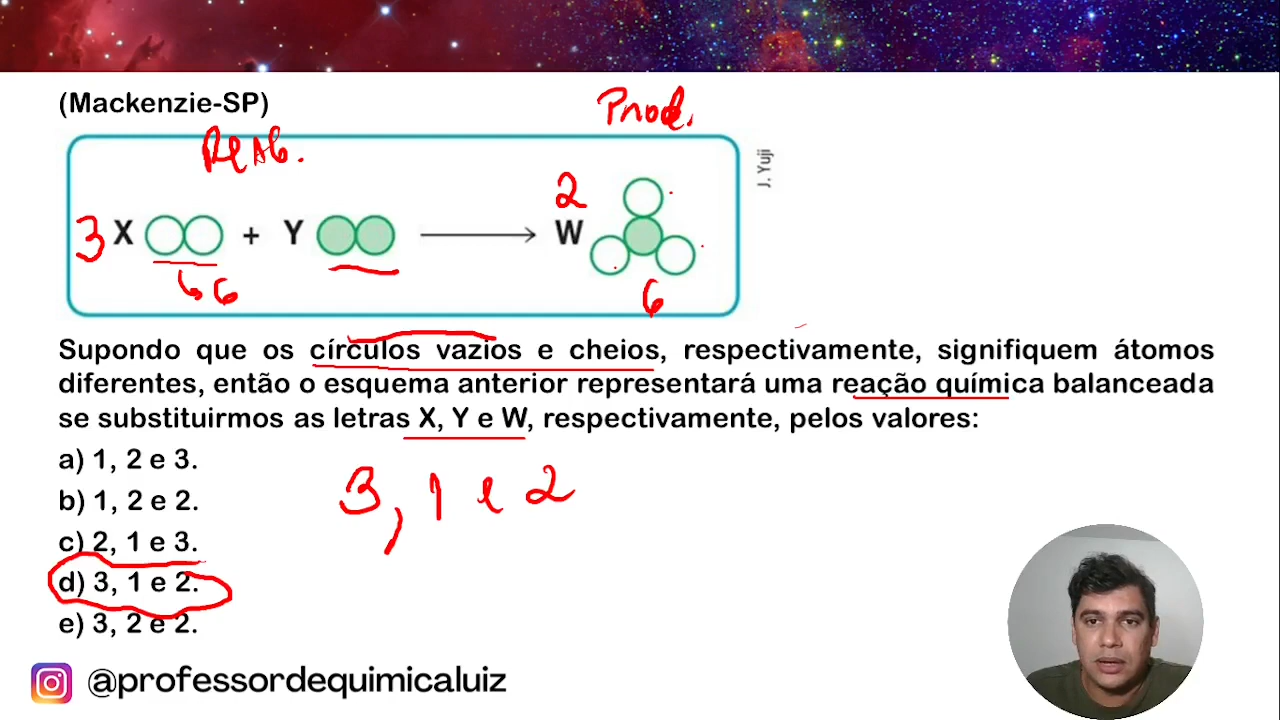 (Mackenzie-SP)
Prod.
Reag.
J. Yuji
2
3 X + Y W
6
6
Supondo que os círculos vazios e cheios, respectivamente, signifiquem átomos
diferentes, então o esquema anterior representará uma reação química balanceada
se substituirmos as letras X, Y e W, respectivamente, pelos valores:
a) 1, 2 e 3.
b) 1, 2 e 2.
3, 1 e 2
c) 2, 1 e 3.
d) 3, 1 e 2.
e) 3, 2 e 2.
@professordequimicaluiz